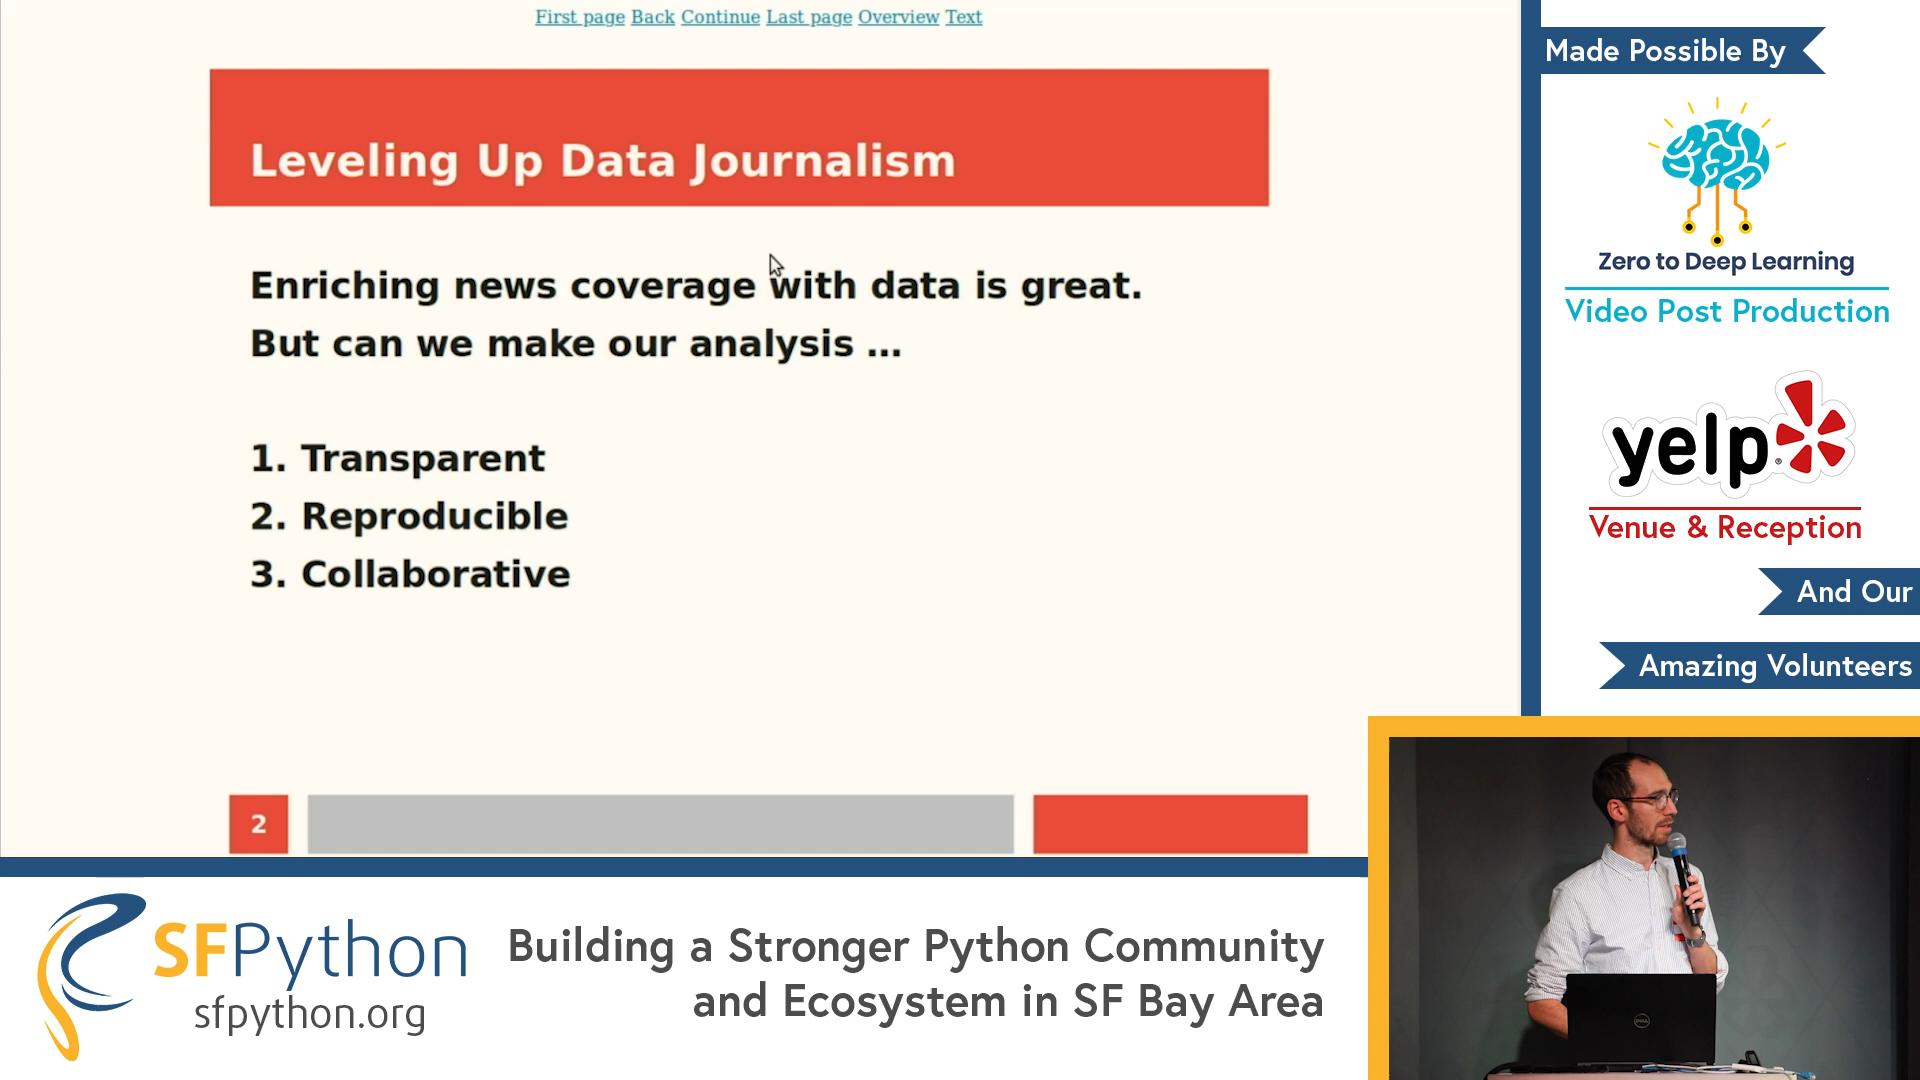 First page Back Continue Last page Overview Text
Leveling Up Data Journalism
Enriching news coverage with data is great.
But can we make our analysis ...
1. Transparent
2. Reproducible
3. Collaborative
2
Made Possible By
Zero to Deep Learning
Video Post Production
yelp
Venue & Reception
And Our
Amazing Volunteers
SFPython
sfpython.org
Building a Stronger Python Community
and Ecosystem in SF Bay Area
DELL